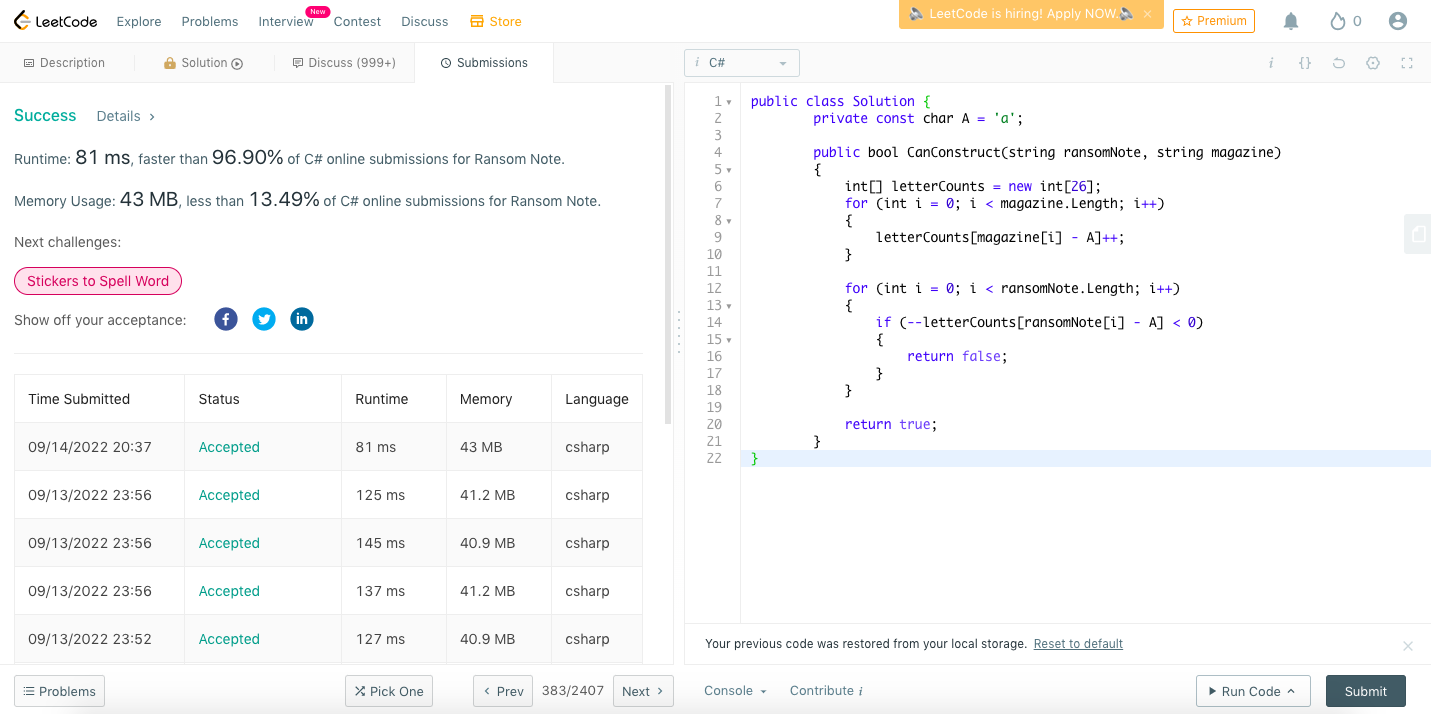 LeetCode Explore Problems Interview New Contest Discuss Store LeetCode is hiring! Apply NOW. × Premium 0
Description Solution Discuss (999+) Submissions
i C# i {}
Success Details >
Runtime: 81 ms, faster than 96.90% of C# online submissions for Ransom Note.
Memory Usage: 43 MB, less than 13.49% of C# online submissions for Ransom Note.
Next challenges:
Stickers to Spell Word
Show off your acceptance: f in
Time Submitted Status Runtime Memory Language
09/14/2022 20:37 Accepted 81 ms 43 MB csharp
09/13/2022 23:56 Accepted 125 ms 41.2 MB csharp
09/13/2022 23:56 Accepted 145 ms 40.9 MB csharp
09/13/2022 23:56 Accepted 137 ms 41.2 MB csharp
09/13/2022 23:52 Accepted 127 ms 40.9 MB csharp
1 public class Solution {
2 private const char A = 'a';
3
4 public bool CanConstruct(string ransomNote, string magazine)
5 {
6 int[] letterCounts = new int[26];
7 for (int i = 0; i < magazine.Length; i++)
8 {
9 letterCounts[magazine[i] - A]++;
10 }
11
12 for (int i = 0; i < ransomNote.Length; i++)
13 {
14 if (--letterCounts[ransomNote[i] - A] < 0)
15 {
16 return false;
17 }
18 }
19
20 return true;
21 }
22 }
Your previous code was restored from your local storage. Reset to default
Problems Pick One < Prev 383/2407 Next > Console Contribute i Run Code Submit